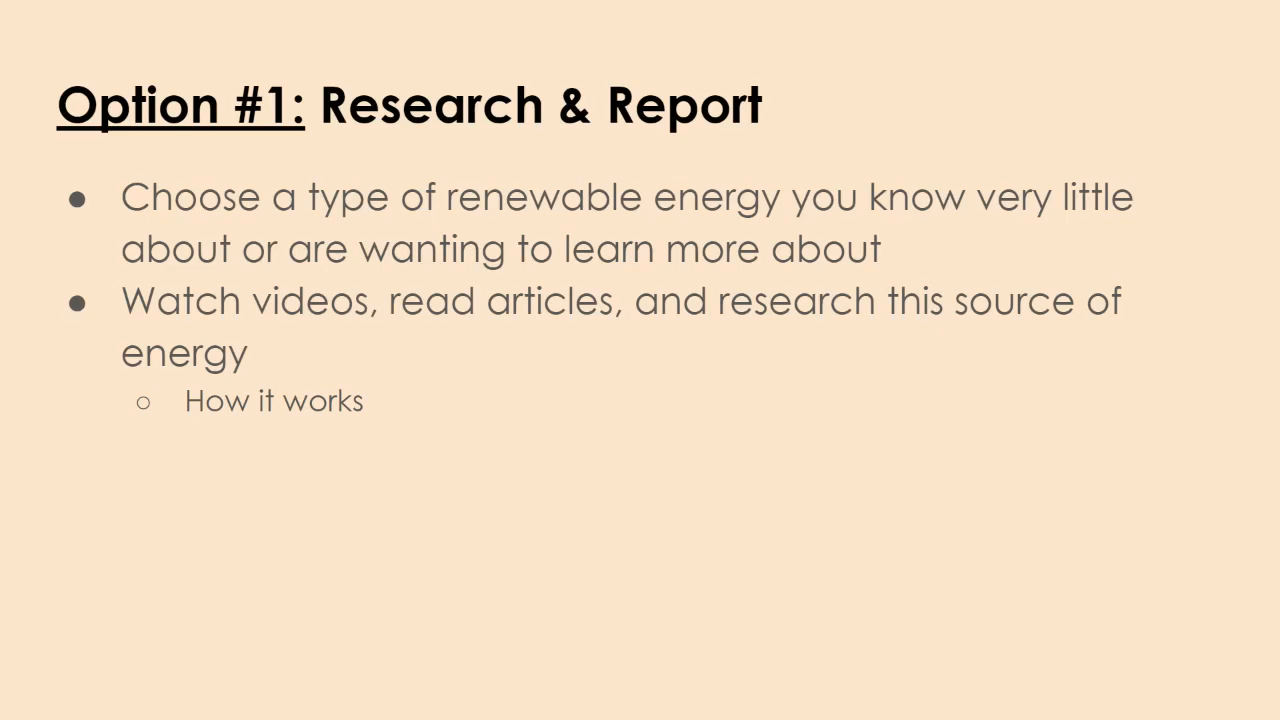 Option #1: Research & Report
● Choose a type of renewable energy you know very little
about or are wanting to learn more about
● Watch videos, read articles, and research this source of
energy
○ How it works